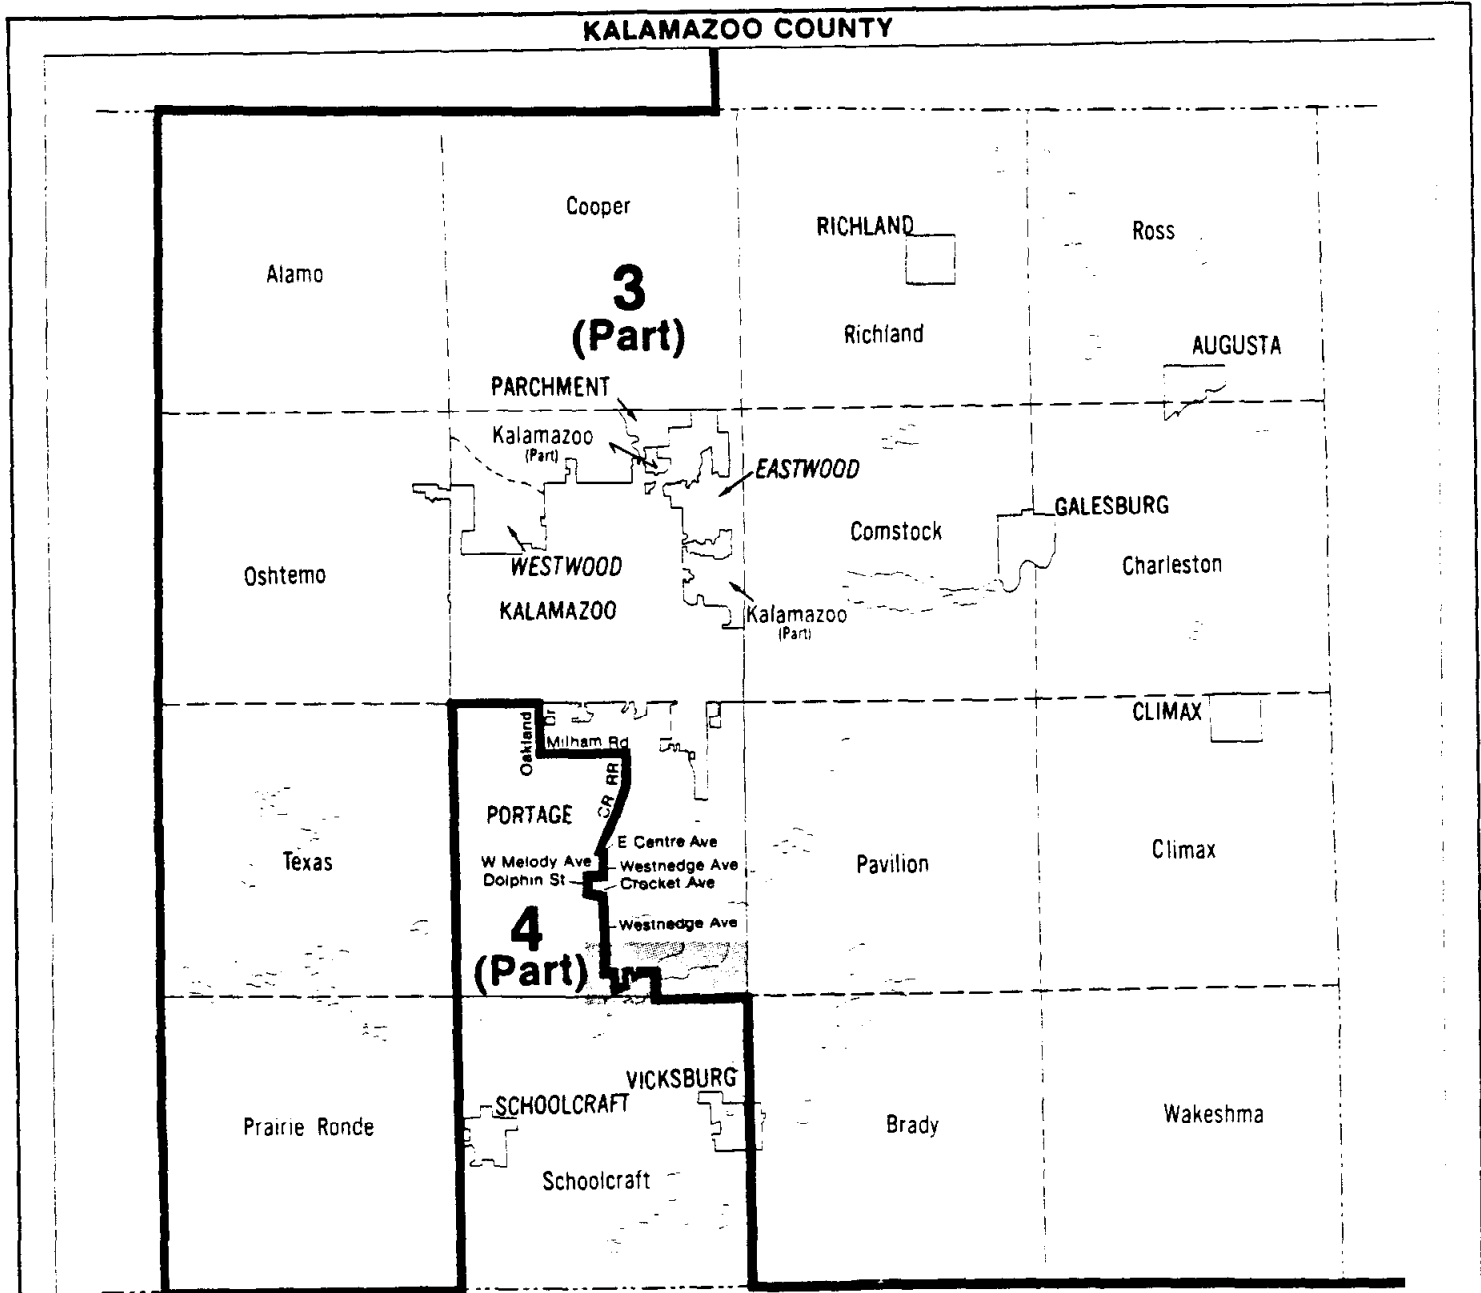 KALAMAZOO COUNTY
Cooper
RICHLAND
Ross
Alamo
3
(Part)
Richland
AUGUSTA
PARCHMENT
Kalamazoo
(Part)
EASTWOOD
GALESBURG
Comstock
WESTWOOD
Charleston
Oshtemo
KALAMAZOO
Kalamazoo
(Part)
CLIMAX
Oakland
Dr
Milham Rd
CR RR
PORTAGE
E Centre Ave
W Melody Ave
Westnedge Ave
Dolphin St
Crocket Ave
Texas
Pavilion
Climax
4
(Part)
Westnedge Ave
VICKSBURG
SCHOOLCRAFT
Prairie Ronde
Brady
Wakeshma
Schoolcraft